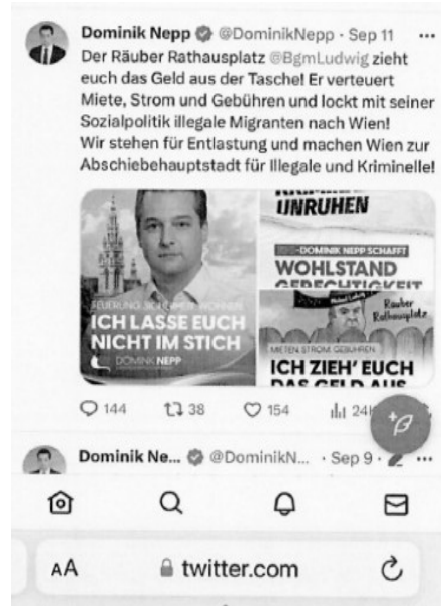 Dominik Nepp @DominikNepp · Sep 11 ...
Der Räuber Rathausplatz @BgmLudwig zieht
euch das Geld aus der Tasche! Er verteuert
Miete, Strom und Gebühren und lockt mit seiner
Sozialpolitik illegale Migranten nach Wien!
Wir stehen für Entlastung und machen Wien zur
Abschiebehauptstadt für Illegale und Kriminelle!
ICH LASSE EUCH
NICHT IM STICH
DOMINIK NEPP
UNRUHEN
DOMINIK NEPP SCHAFFT
WOHLSTAND
GERECHTIGKEIT
Michael Ludwig
Räuber
Rathausplatz
MIETEN STROM GEBÜHREN
ICH ZIEH' EUCH
DAS GELD AUS
144 38 154
Dominik Ne... @DominikN... · Sep 9 · ...
AA twitter.com